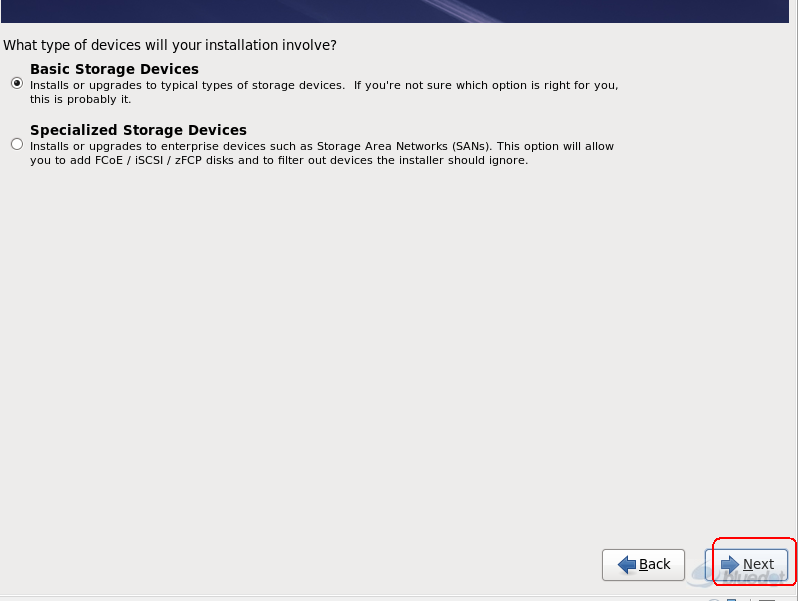 What type of devices will your installation involve?
Basic Storage Devices
Installs or upgrades to typical types of storage devices.  If you're not sure which option is right for you,
this is probably it.
Specialized Storage Devices
Installs or upgrades to enterprise devices such as Storage Area Networks (SANs). This option will allow
you to add FCoE / iSCSI / zFCP disks and to filter out devices the installer should ignore.
Back
Next